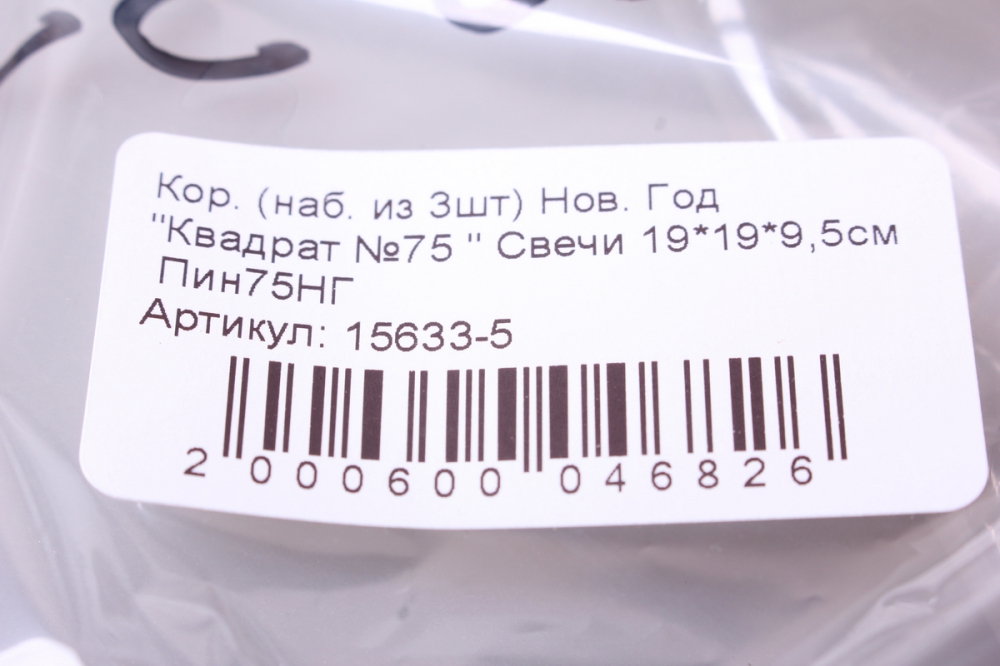 Кор. (наб. из 3шт) Нов. Год
"Квадрат №75 " Свечи 19*19*9,5см
Пин75НГ
Артикул: 15633-5
2 000600 046826